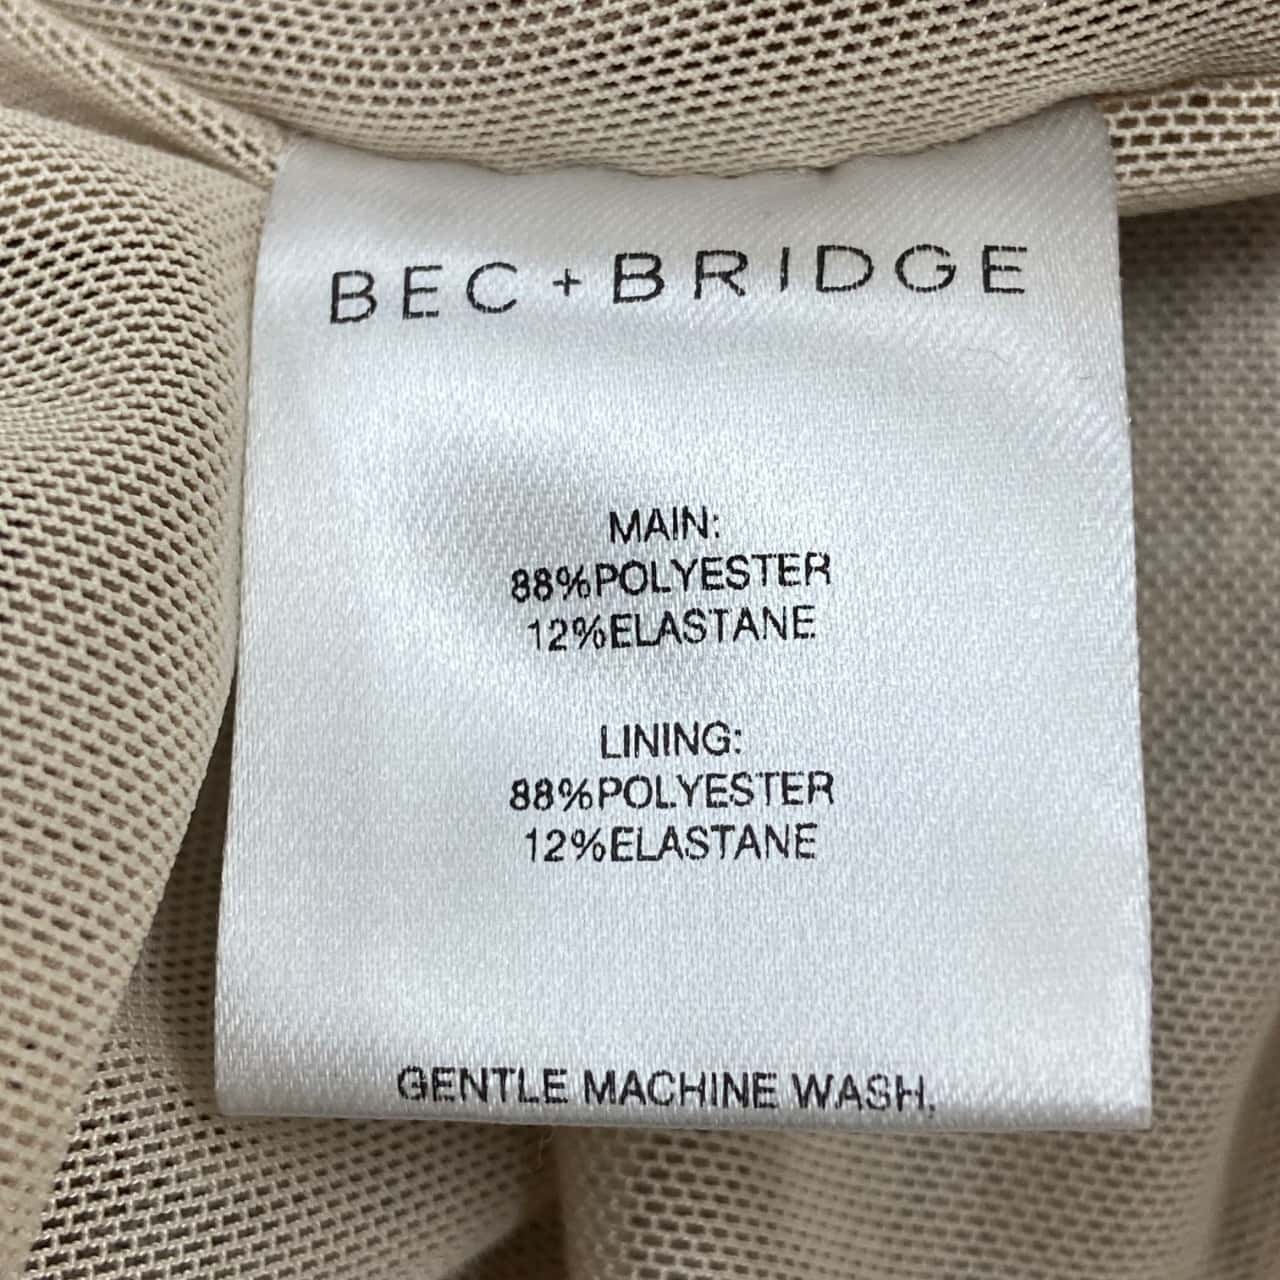 BEC + BRIDGE
MAIN:
88%POLYESTER
12%ELASTANE
LINING:
88%POLYESTER
12%ELASTANE
GENTLE MACHINE WASH.